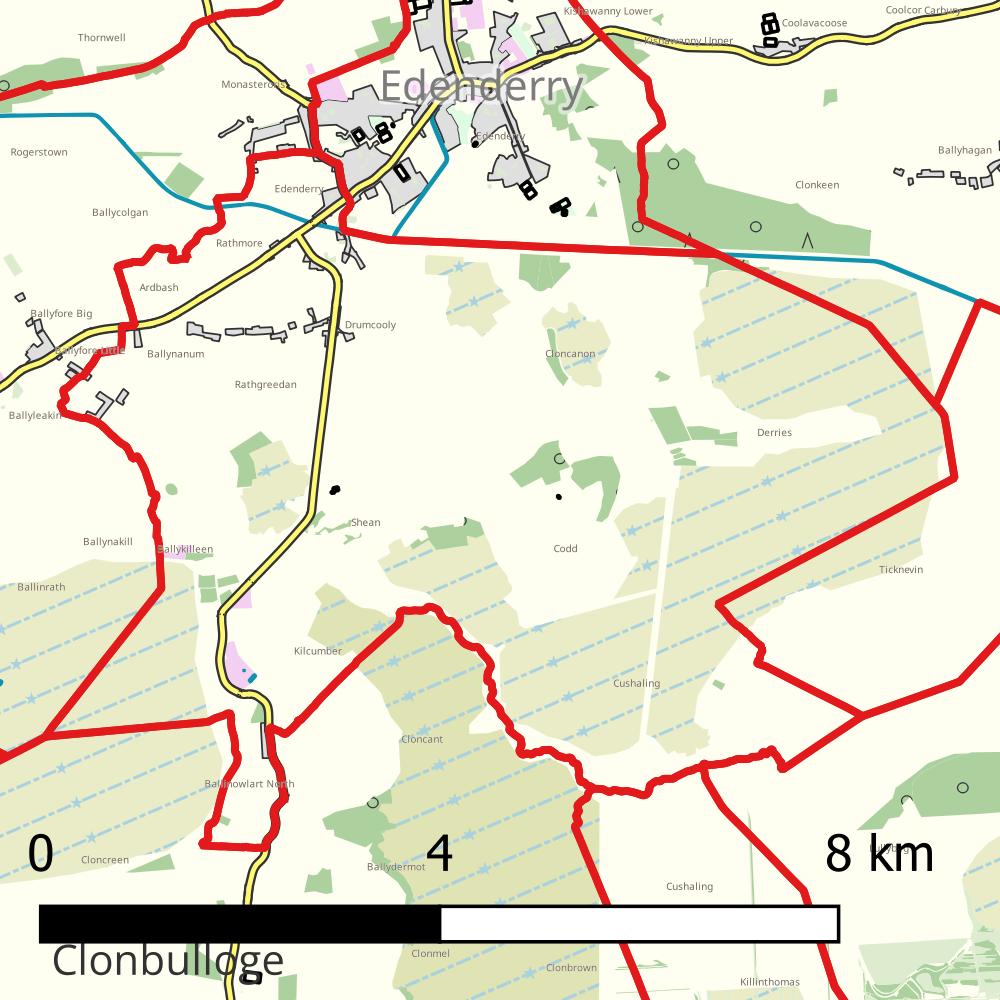 Kishawanny Lower
Coolcor Carbury
Coolavacoose
Thornwell
Kishawanny Upper
Monasteroris
Edenderry
Edenderry
Rogerstown
Ballyhagan
Clonkeen
Edenderry
Ballycolgan
Rathmore
Ardbash
Ballyfore Big
Drumcooly
Ballyfore Little
Ballynanum
Cloncanon
Rathgreedan
Ballyleakin
Derries
Shean
Ballynakill
Ballykilleen
Codd
Ticknevin
Ballinrath
Kilcumber
Cushaling
Cloncant
Ballinowlart North
0 4 8 km
Cloncreen
Ballydermot
Cushaling
Clonbulloge
Clonmel
Clonbrown
Killinthomas